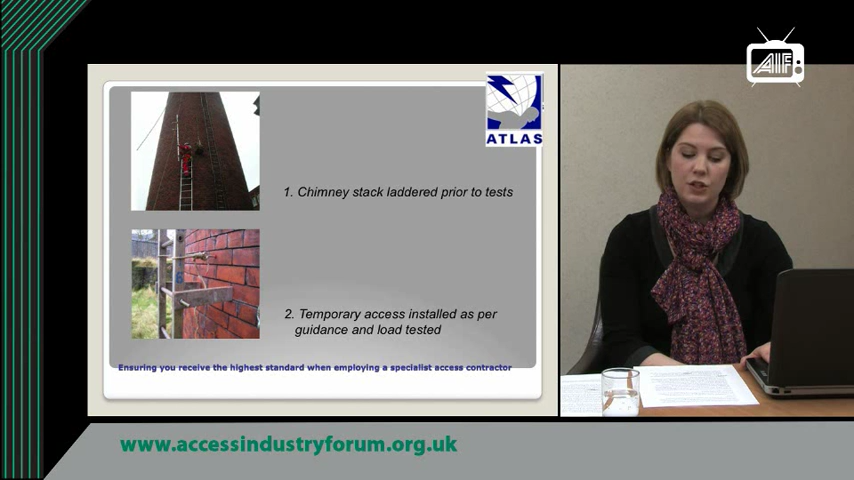 AIF
ATLAS
1. Chimney stack laddered prior to tests
2. Temporary access installed as per
guidance and load tested
Ensuring you receive the highest standard when employing a specialist access contractor
www.accessindustryforum.org.uk